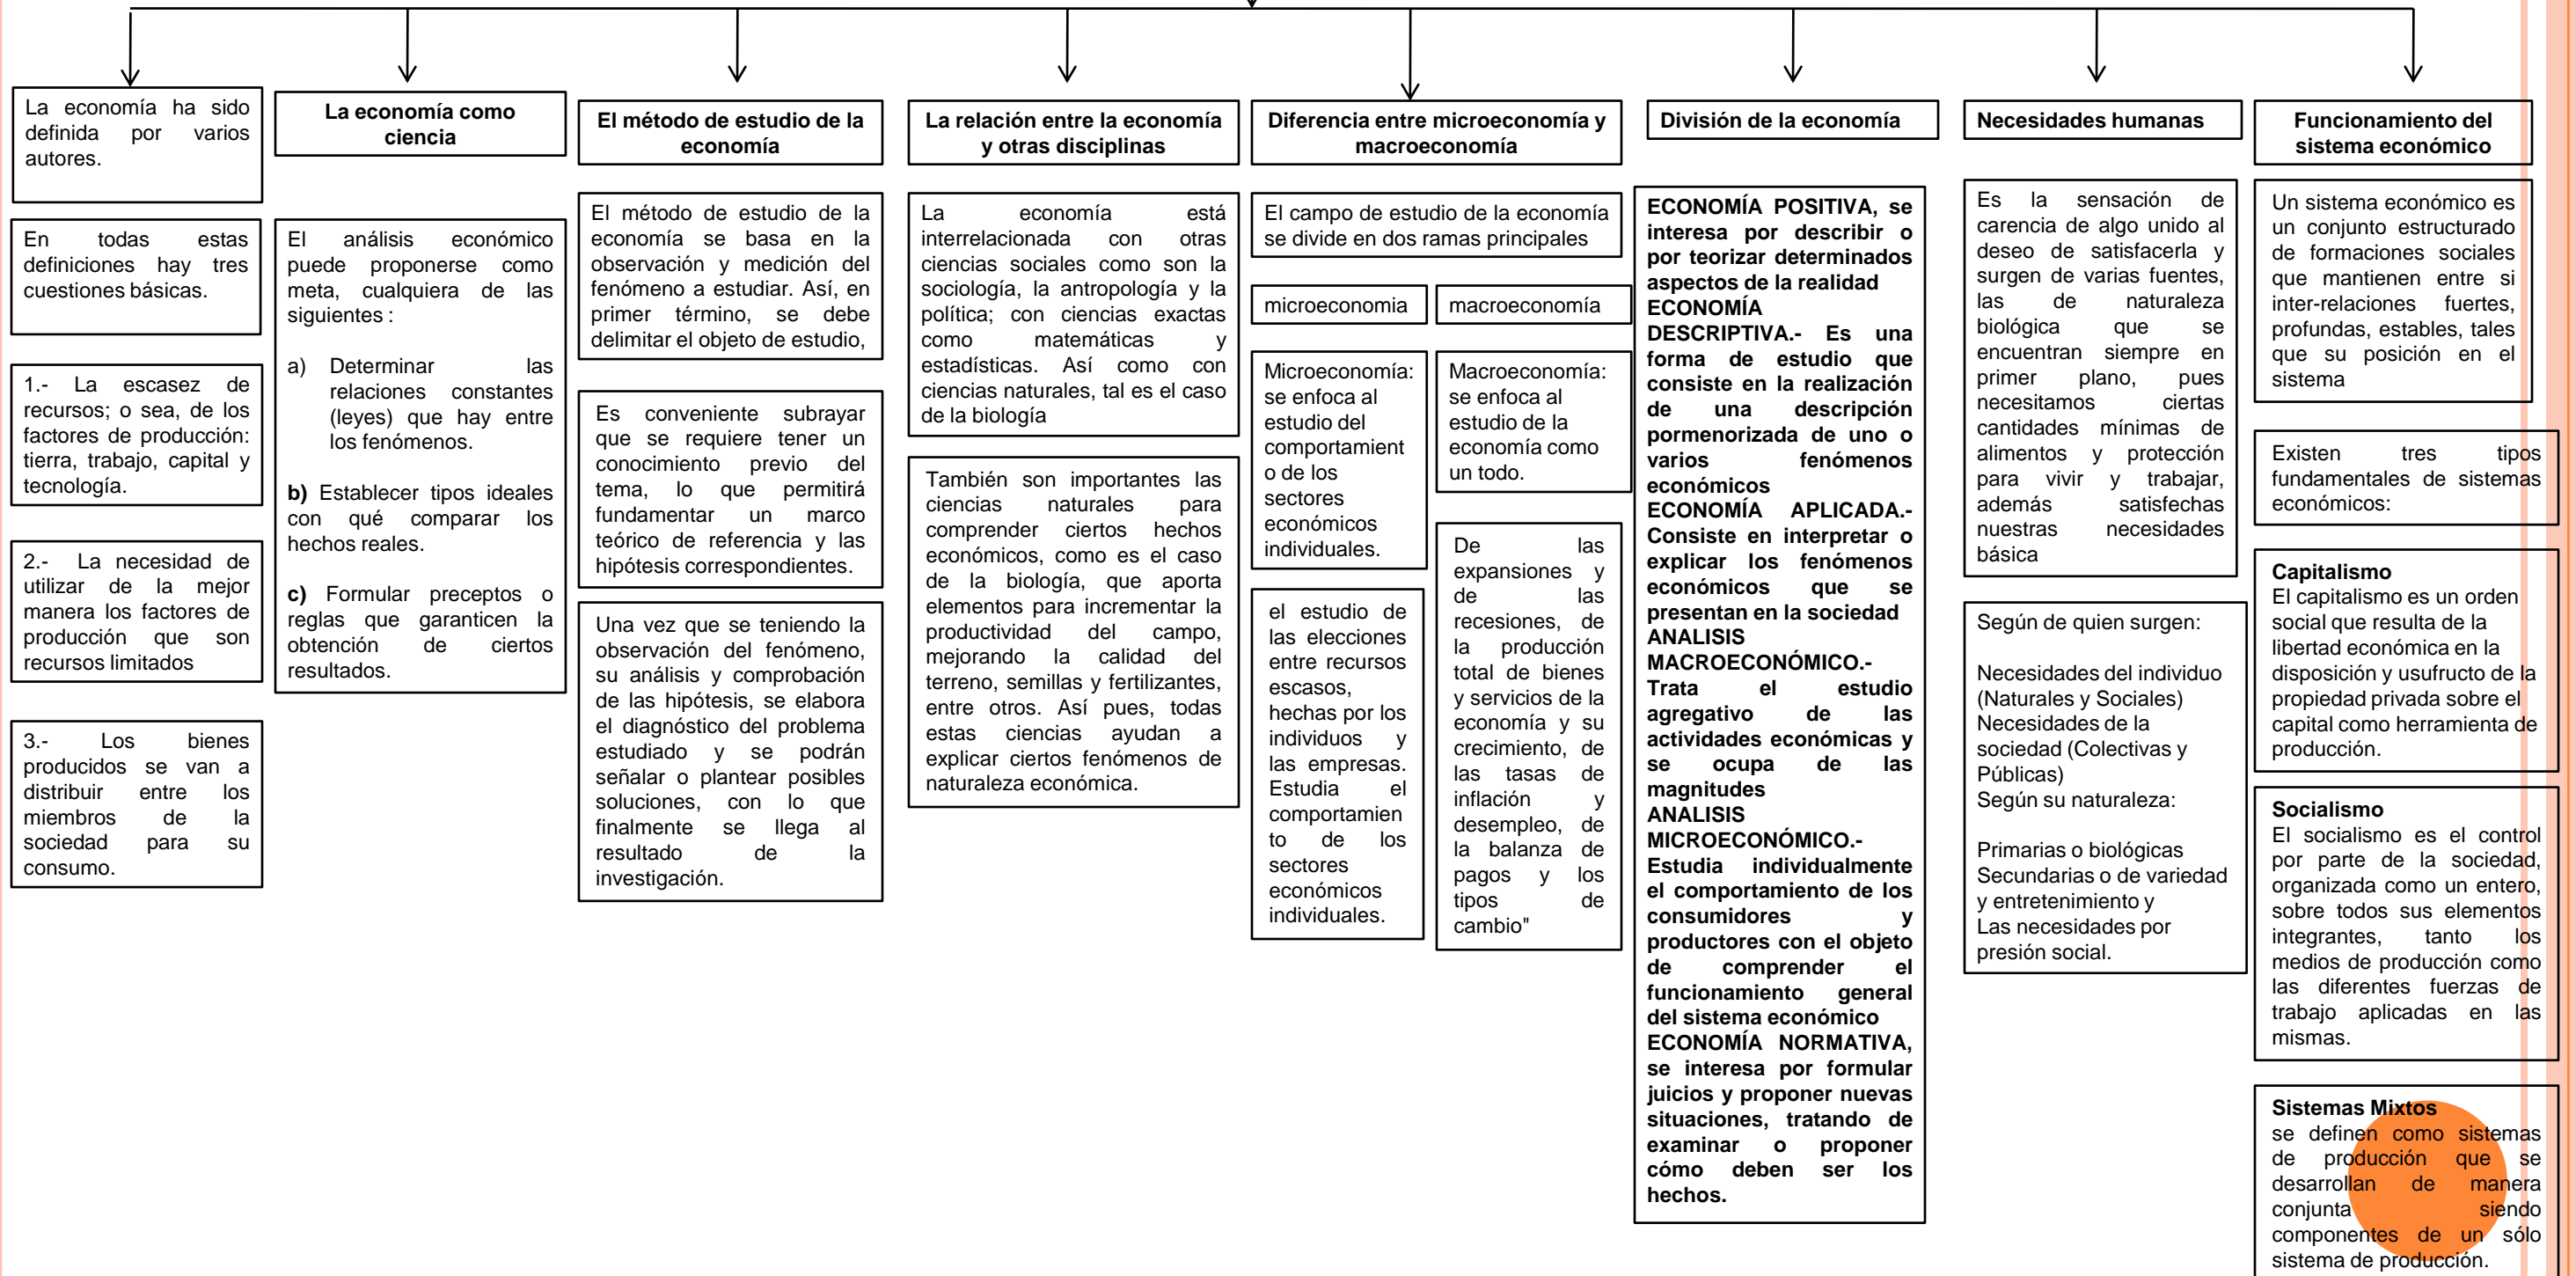 La economía ha sido
definida por varios
autores.
En todas estas
definiciones hay tres
cuestiones básicas.
1.- La escasez de
recursos; o sea, de los
factores de producción:
tierra, trabajo, capital y
tecnología.
2.- La necesidad de
utilizar de la mejor
manera los factores de
producción que son
recursos limitados
3.- Los bienes
producidos se van a
distribuir entre los
miembros de la
sociedad para su
consumo.
La economía como
ciencia
El análisis económico
puede proponerse como
meta, cualquiera de las
siguientes :
a) Determinar las
relaciones constantes
(leyes) que hay entre
los fenómenos.
b) Establecer tipos ideales
con qué comparar los
hechos reales.
c) Formular preceptos o
reglas que garanticen la
obtención de ciertos
resultados.
El método de estudio de la
economía
El método de estudio de la
economía se basa en la
observación y medición del
fenómeno a estudiar. Así, en
primer término, se debe
delimitar el objeto de estudio,
Es conveniente subrayar
que se requiere tener un
conocimiento previo del
tema, lo que permitirá
fundamentar un marco
teórico de referencia y las
hipótesis correspondientes.
Una vez que se teniendo la
observación del fenómeno,
su análisis y comprobación
de las hipótesis, se elabora
el diagnóstico del problema
estudiado y se podrán
señalar o plantear posibles
soluciones, con lo que
finalmente se llega al
resultado de la
investigación.
La relación entre la economía
y otras disciplinas
La economía está
interrelacionada con otras
ciencias sociales como son la
sociología, la antropología y la
política; con ciencias exactas
como matemáticas y
estadísticas. Así como con
ciencias naturales, tal es el caso
de la biología
También son importantes las
ciencias naturales para
comprender ciertos hechos
económicos, como es el caso
de la biología, que aporta
elementos para incrementar la
productividad del campo,
mejorando la calidad del
terreno, semillas y fertilizantes,
entre otros. Así pues, todas
estas ciencias ayudan a
explicar ciertos fenómenos de
naturaleza económica.
Diferencia entre microeconomía y
macroeconomía
El campo de estudio de la economía
se divide en dos ramas principales
microeconomia
Microeconomía:
se enfoca al
estudio del
comportamient
o de los
sectores
económicos
individuales.
el estudio de
las elecciones
entre recursos
escasos,
hechas por los
individuos y
las empresas.
Estudia el
comportamien
to de los
sectores
económicos
individuales.
macroeconomía
Macroeconomía:
se enfoca al
estudio de la
economía como
un todo.
De las
expansiones y
de las
recesiones, de
la producción
total de bienes
y servicios de la
economía y su
crecimiento, de
las tasas de
inflación y
desempleo, de
la balanza de
pagos y los
tipos de
cambio"
División de la economía
ECONOMÍA POSITIVA, se
interesa por describir o
por teorizar determinados
aspectos de la realidad
ECONOMÍA
DESCRIPTIVA.- Es una
forma de estudio que
consiste en la realización
de una descripción
pormenorizada de uno o
varios fenómenos
económicos
ECONOMÍA APLICADA.-
Consiste en interpretar o
explicar los fenómenos
económicos que se
presentan en la sociedad
ANALISIS
MACROECONÓMICO.-
Trata el estudio
agregativo de las
actividades económicas y
se ocupa de las
magnitudes
ANALISIS
MICROECONÓMICO.-
Estudia individualmente
el comportamiento de los
consumidores y
productores con el objeto
de comprender el
funcionamiento general
del sistema económico
ECONOMÍA NORMATIVA,
se interesa por formular
juicios y proponer nuevas
situaciones, tratando de
examinar o proponer
cómo deben ser los
hechos.
Necesidades humanas
Es la sensación de
carencia de algo unido al
deseo de satisfacerla y
surgen de varias fuentes,
las de naturaleza
biológica que se
encuentran siempre en
primer plano, pues
necesitamos ciertas
cantidades mínimas de
alimentos y protección
para vivir y trabajar,
además satisfechas
nuestras necesidades
básica
Según de quien surgen:
Necesidades del individuo
(Naturales y Sociales)
Necesidades de la
sociedad (Colectivas y
Públicas)
Según su naturaleza:
Primarias o biológicas
Secundarias o de variedad
y entretenimiento y
Las necesidades por
presión social.
Funcionamiento del
sistema económico
Un sistema económico es
un conjunto estructurado
de formaciones sociales
que mantienen entre si
inter-relaciones fuertes,
profundas, estables, tales
que su posición en el
sistema
Existen tres tipos
fundamentales de sistemas
económicos:
Capitalismo
El capitalismo es un orden
social que resulta de la
libertad económica en la
disposición y usufructo de la
propiedad privada sobre el
capital como herramienta de
producción.
Socialismo
El socialismo es el control
por parte de la sociedad,
organizada como un entero,
sobre todos sus elementos
integrantes, tanto los
medios de producción como
las diferentes fuerzas de
trabajo aplicadas en las
mismas.
Sistemas Mixtos
se definen como sistemas
de producción que se
desarrollan de manera
conjunta siendo
componentes de un sólo
sistema de producción.